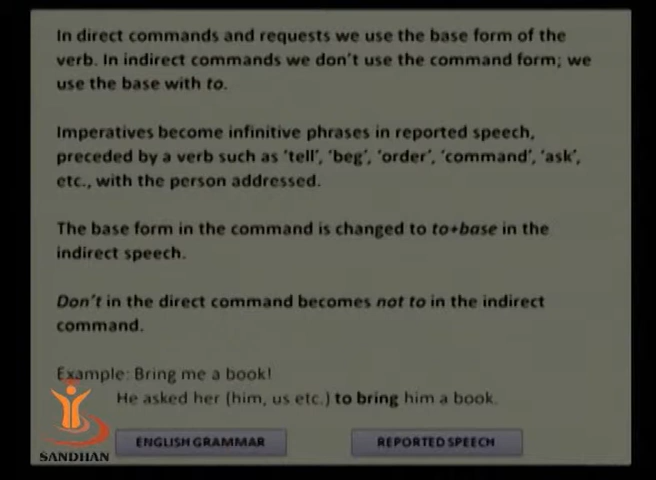 In direct commands and requests we use the base form of the
verb. In indirect commands we don't use the command form; we
use the base with to.
Imperatives become infinitive phrases in reported speech,
preceded by a verb such as 'tell', 'beg', 'order', 'command', 'ask',
etc., with the person addressed.
The base form in the command is changed to to+base in the
indirect speech.
Don't in the direct command becomes not to in the indirect
command.
Example: Bring me a book!
He asked her (him, us etc.) to bring him a book.
SANDHAN
ENGLISH GRAMMAR
REPORTED SPEECH